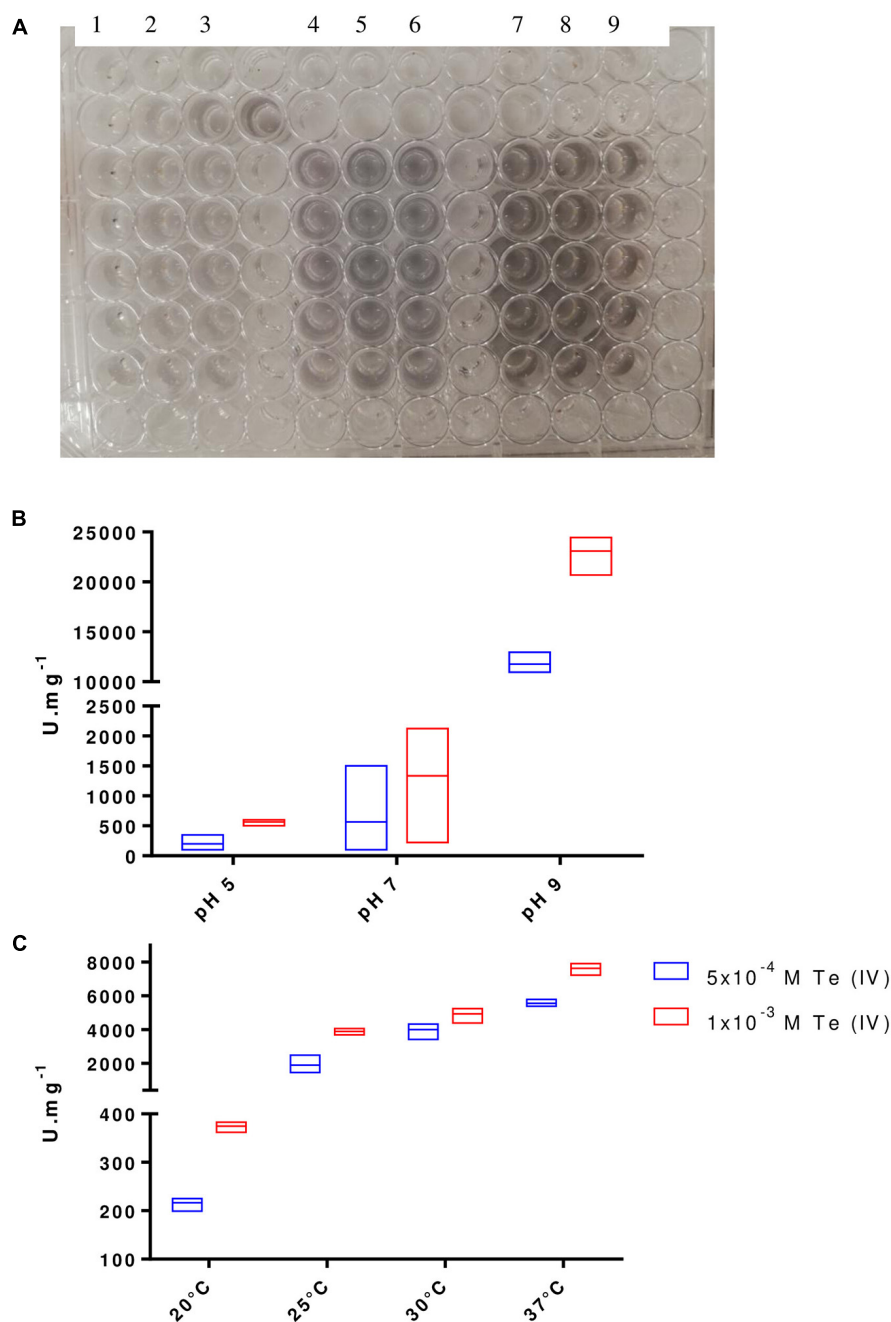 A
1 2 3 4 5 6 7 8 9
B
25000
20000
15000
10000
2500
2000
1500
1000
500
0
U.mg⁻¹
pH 5 pH 7 pH 9
C
8000
6000
4000
2000
400
300
200
100
U.mg⁻¹
20°C 25°C 30°C 37°C
5x10⁻⁴ M Te (IV)
1x10⁻³ M Te (IV)